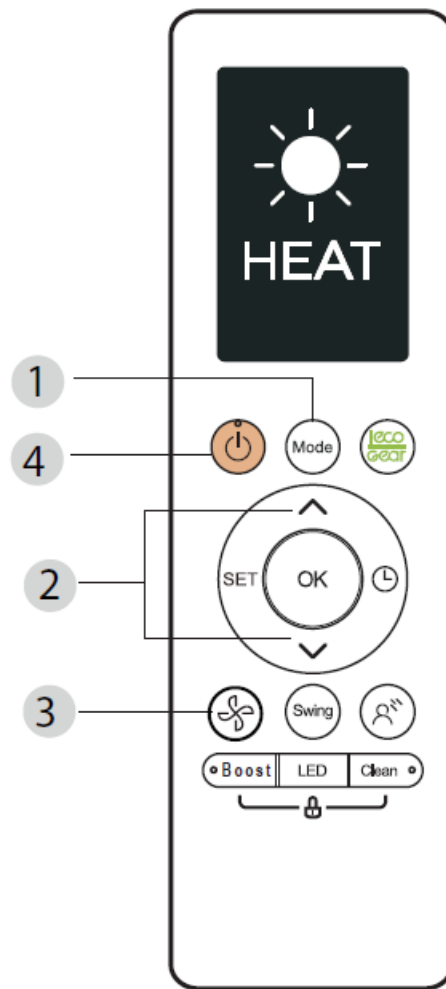 HEAT
1
4
Mode
eco
Gear
2
SET
OK
3
Swing
Boost
LED
Clean